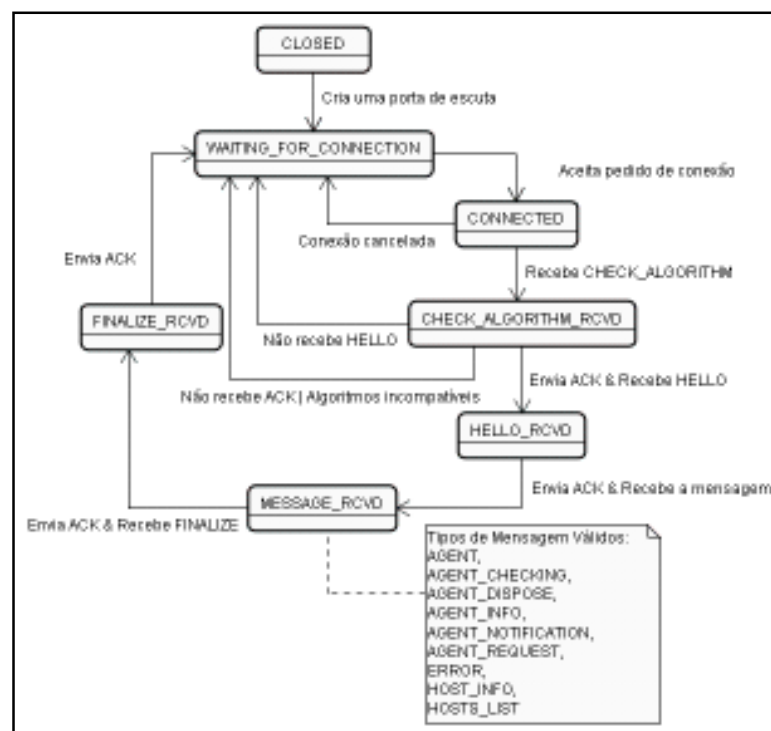 CLOSED
Cria uma porta de escuta
WAITING_FOR_CONNECTION
Aceita pedido de conexão
CONNECTED
Conexão cancelada
Envia ACK
Recebe CHECK_ALGORITHM
FINALIZE_RCVD
CHECK_ALGORITHM_RCVD
Não recebe HELLO
Envia ACK & Recebe HELLO
Não recebe ACK | Algoritmos incompatíveis
HELLO_RCVD
Envia ACK & Recebe a mensagem
MESSAGE_RCVD
Envia ACK & Recebe FINALIZE
Tipos de Mensagem Válidos:
AGENT,
AGENT_CHECKING,
AGENT_DISPOSE,
AGENT_INFO,
AGENT_NOTIFICATION,
AGENT_REQUEST,
ERROR,
HOST_INFO,
HOSTS_LIST